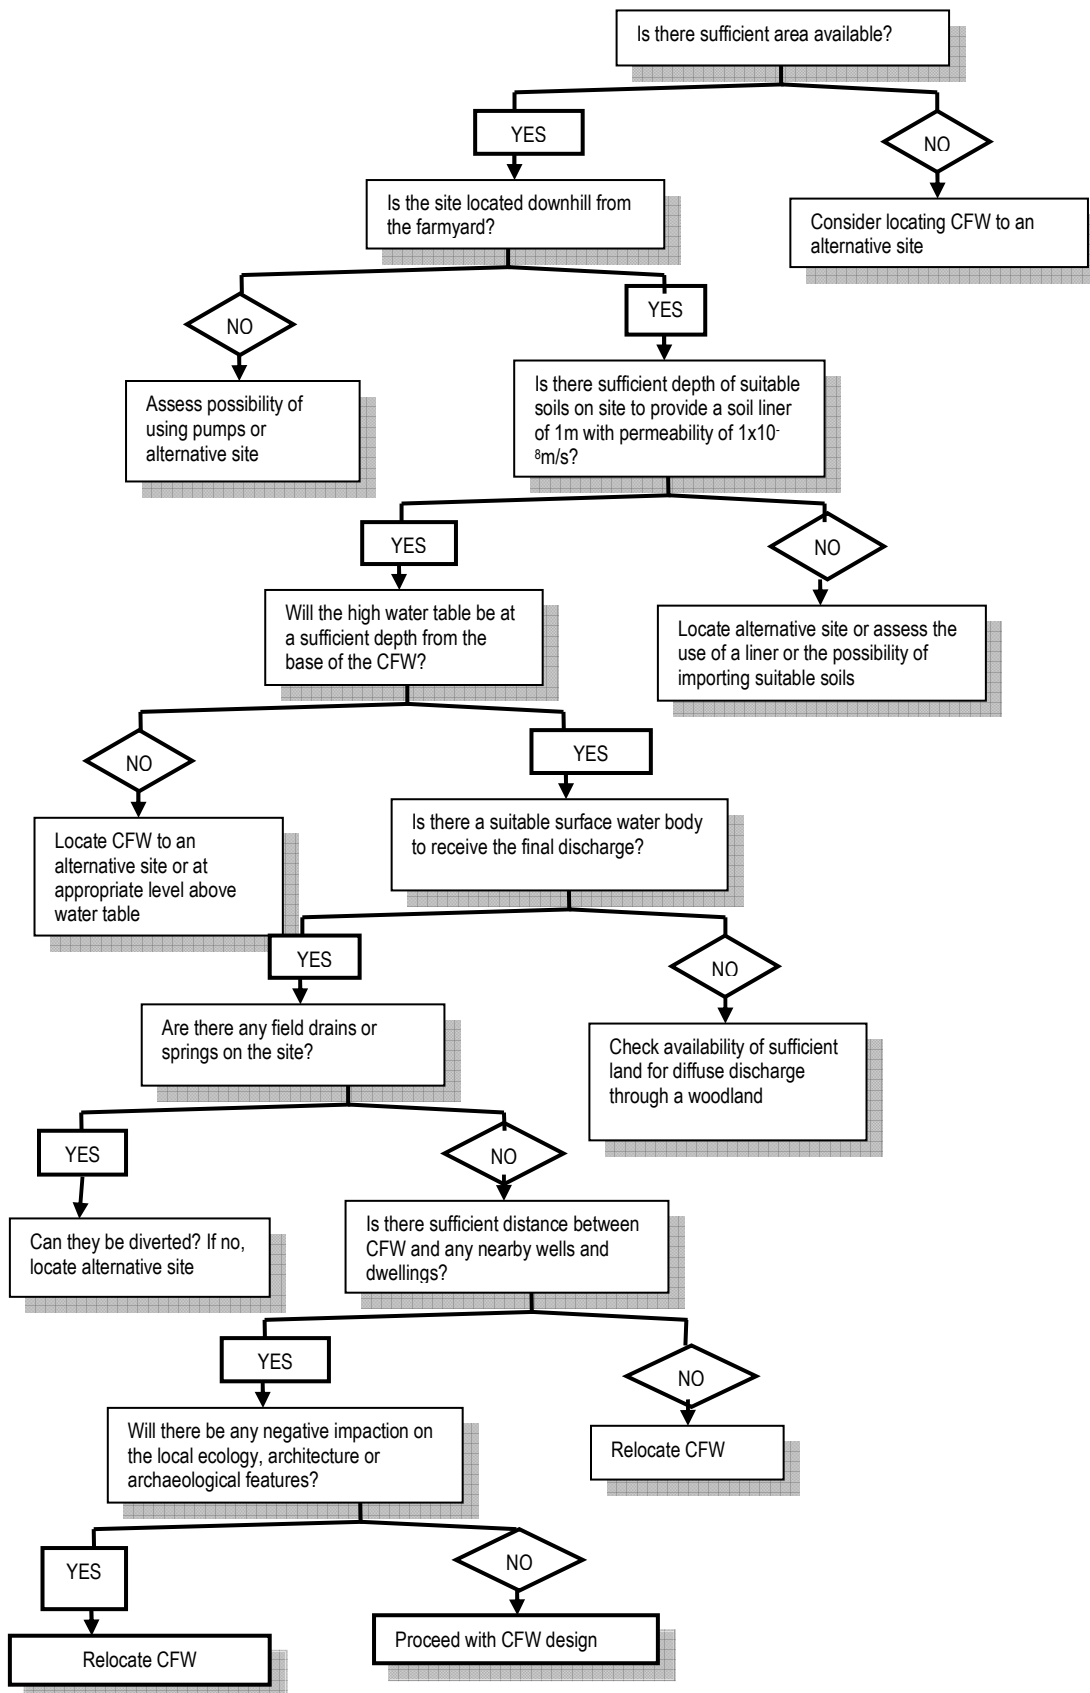 Is there sufficient area available?
YES
NO
Is the site located downhill from
the farmyard?
Consider locating CFW to an
alternative site
NO
YES
Assess possibility of
using pumps or
alternative site
Is there sufficient depth of suitable
soils on site to provide a soil liner
of 1m with permeability of 1x10⁻
⁸m/s?
YES
NO
Will the high water table be at
a sufficient depth from the
base of the CFW?
Locate alternative site or assess the
use of a liner or the possibility of
importing suitable soils
NO
YES
Locate CFW to an
alternative site or at
appropriate level above
water table
Is there a suitable surface water body
to receive the final discharge?
YES
NO
Are there any field drains or
springs on the site?
Check availability of sufficient
land for diffuse discharge
through a woodland
YES
NO
Can they be diverted? If no,
locate alternative site
Is there sufficient distance between
CFW and any nearby wells and
dwellings?
YES
NO
Will there be any negative impaction on
the local ecology, architecture or
archaeological features?
Relocate CFW
YES
NO
Relocate CFW
Proceed with CFW design